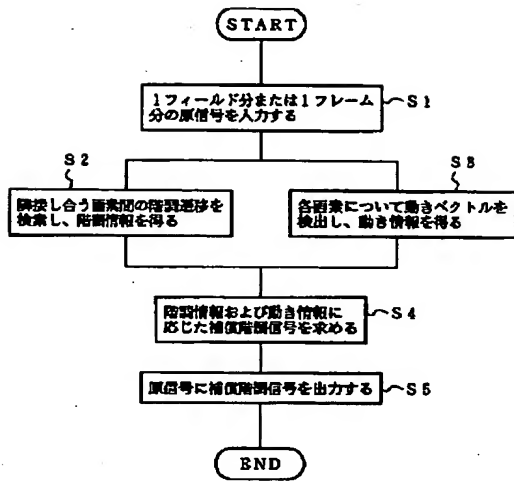 START
1フィールド分または1フレーム
分の原信号を入力する
S1
S2
隣接し合う画素間の階調遷移を
検索し、階調情報を得る
S3
各画素について動きベクトルを
検出し、動き情報を得る
階調情報および動き情報に
応じた補償階調信号を求める
S4
原信号に補償階調信号を出力する
S5
END